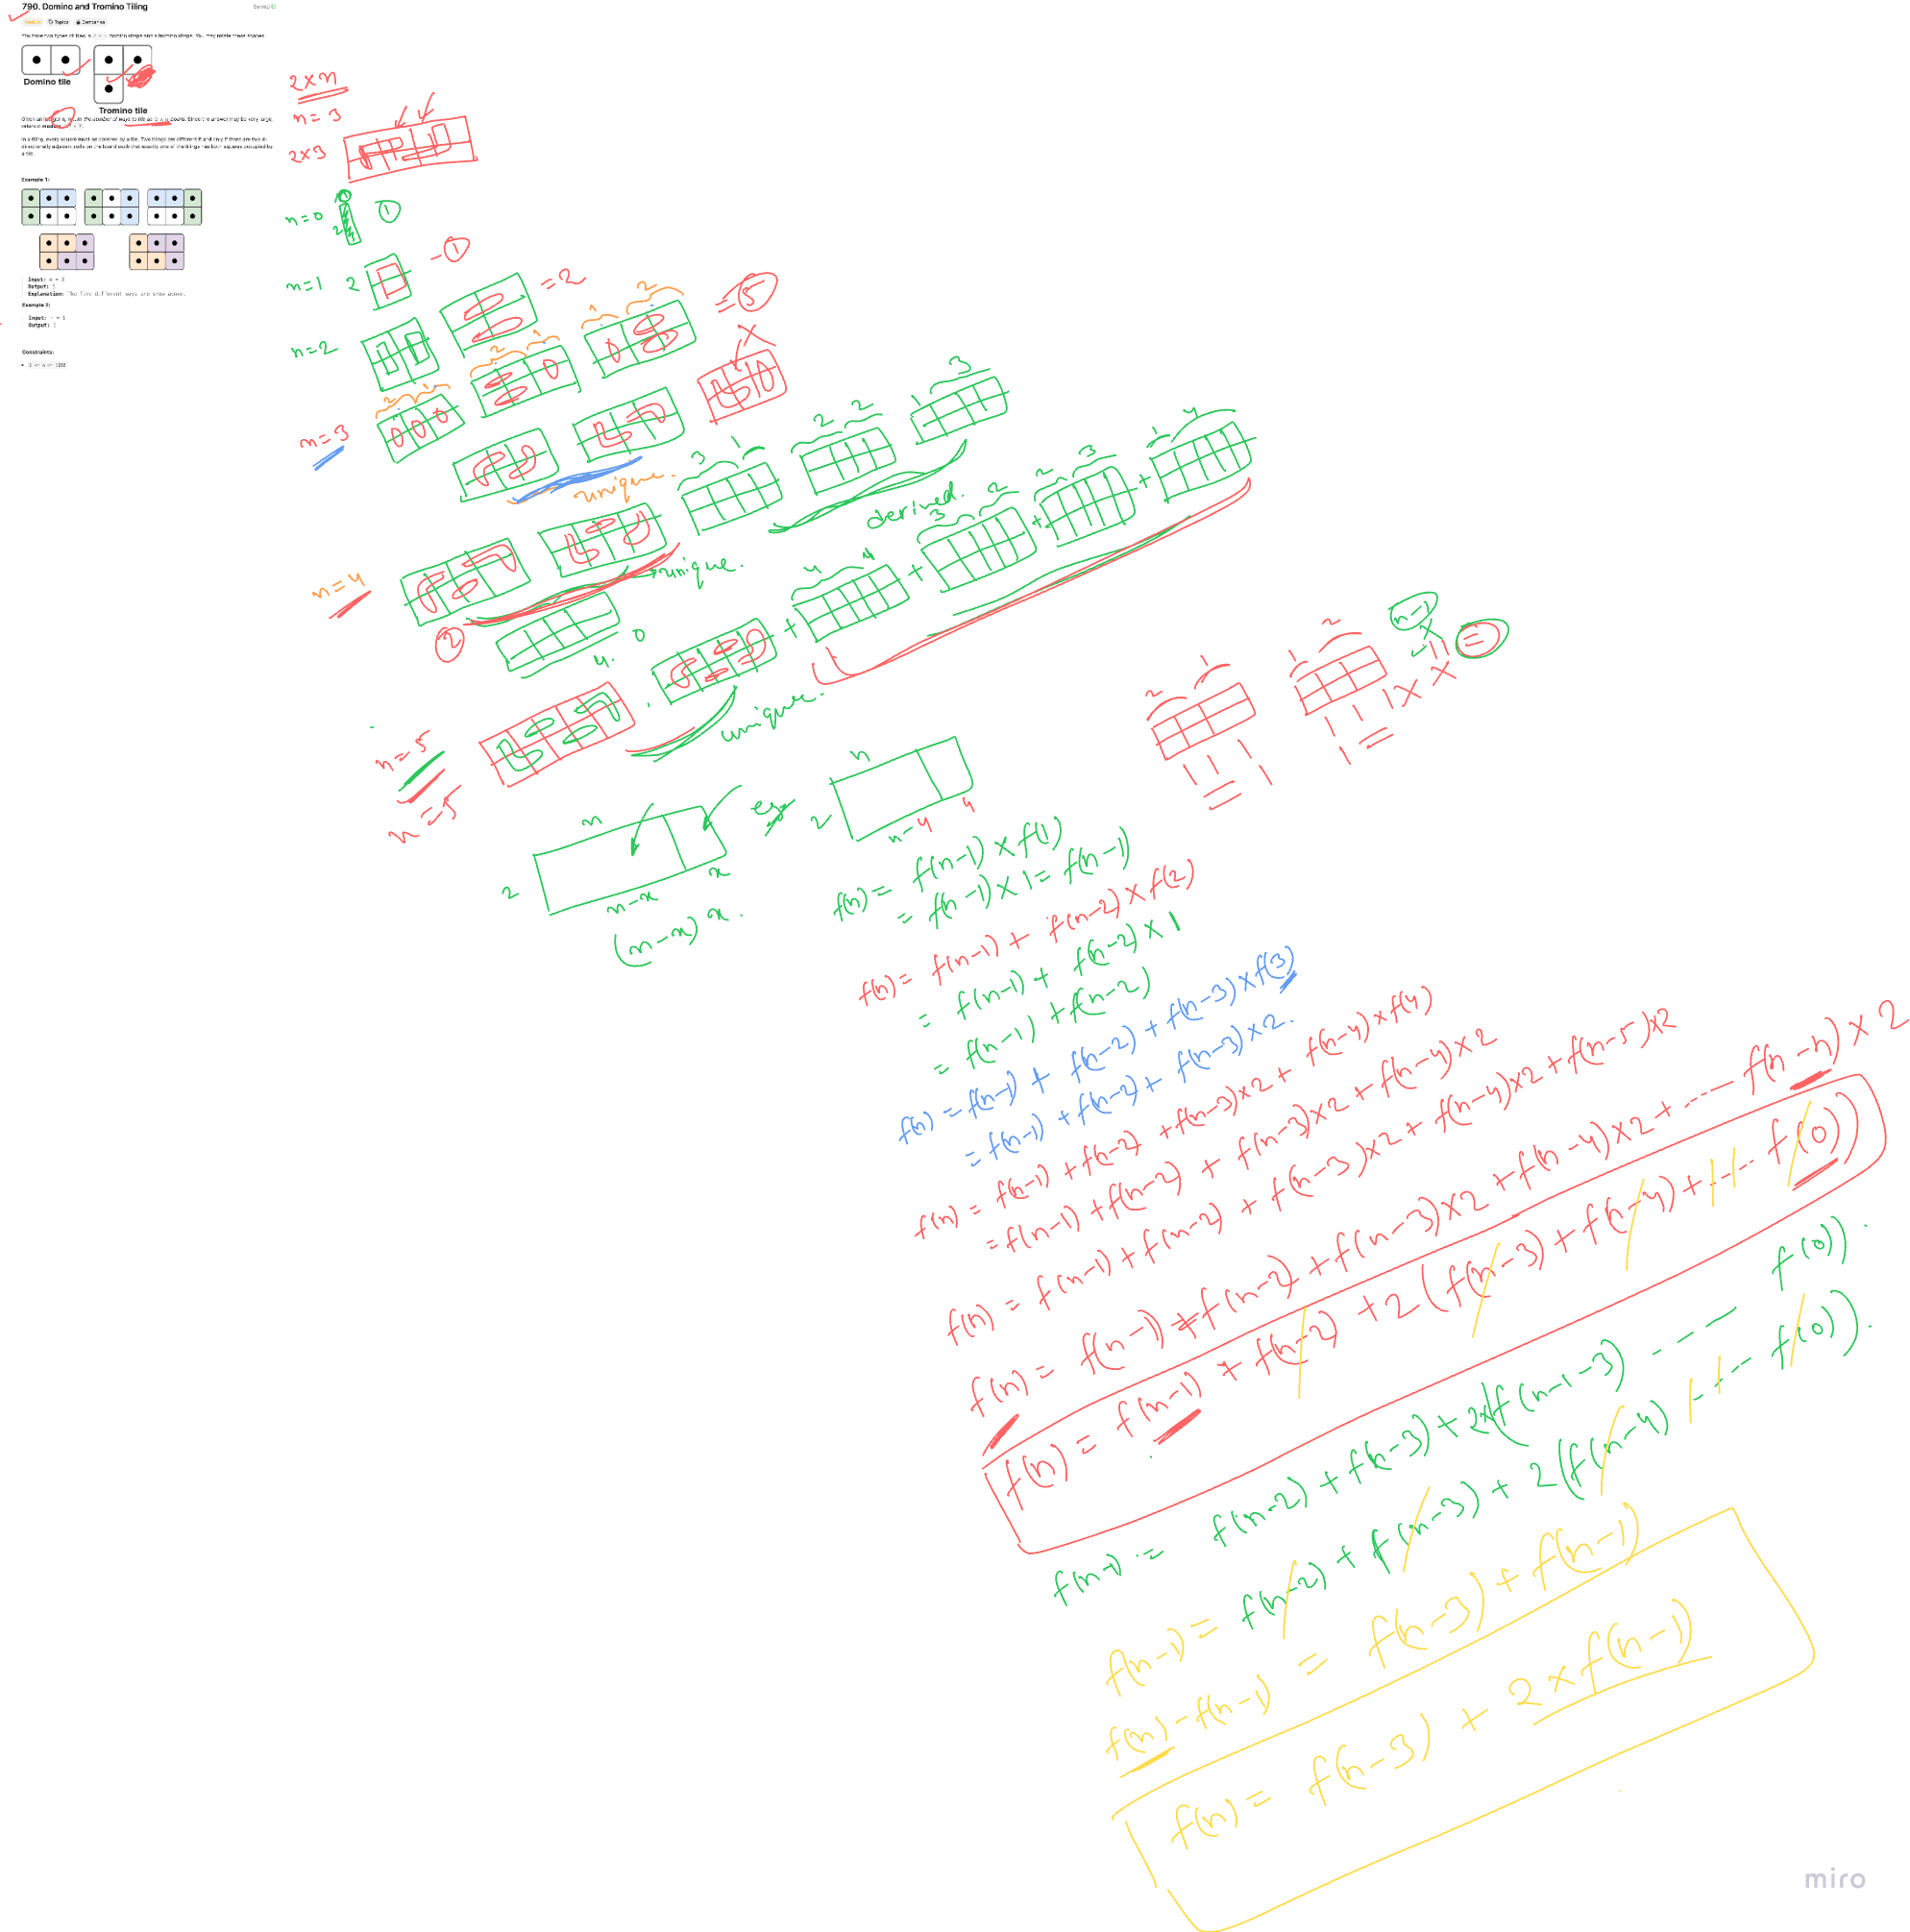 790. Domino and Tromino Tiling
Solved
Medium
Topics
Companies
You have two types of tiles: a 2 x 1 domino shape and a tromino shape. You may rotate these shapes.
Domino tile
Tromino tile
Given an integer n, return the number of ways to tile an 2 x n board. Since the answer may be very large,
return it modulo
In a tiling, every square must be covered by a tile. Two tilings are different if and only if there are two 4-
directionally adjacent cells on the board such that exactly one of the tilings has both squares occupied by
a tile.
Example 1:
Input: n = 3
Output: 5
Explanation: The five different ways are show above.
Example 2:
Input: n = 1
Output: 1
Constraints:
1 <= n <= 1000
2×n
n=3
2×3
n=0
2
1
n=1
2
-1
n=2
=2
n=3
2 1
2 1
1 2
=5
X
unique.
n=4
2
unique.
3 1
2 2
1 3
derived.
4. 0
n=5
n=5
unique.
+ 4 4
+ 3 2
+ 2 3
+ 1 4
2 1
1 2
n-1
n
2
n-x
x
(n-x) x.
eg
n
2
n-4
4
f(n) = f(n-1) × f(1)
= f(n-1) × 1 = f(n-1)
f(n) = f(n-1) + f(n-2) × f(2)
= f(n-1) + f(n-2) × 1
= f(n-1) + f(n-2)
f(n) = f(n-1) + f(n-2) + f(n-3) × f(3)
= f(n-1) + f(n-2) + f(n-3) × 2.
f(n) = f(n-1) + f(n-2) + f(n-3)×2 + f(n-4) × f(4)
= f(n-1) + f(n-2) + f(n-3)×2 + f(n-4)×2
f(n) = f(n-1) + f(n-2) + f(n-3)×2 + f(n-4)×2 + f(n-5)×2
f(n) = f(n-1) + f(n-2) + f(n-3)×2 + f(n-4)×2 + ---- f(n-n) × 2
f(n) = f(n-1) + f(n-2) + 2(f(n-3) + f(n-4) + ---- f(0))
f(n-1) = f(n-2) + f(n-3) + 2×(f(n-1-3) ---- f(0)).
f(n-1) = f(n-2) + f(n-3) + 2(f(n-4) ---- f(0)).
f(n) - f(n-1) = f(n-3) + f(n-1)
f(n) = f(n-3) + 2×f(n-1)
miro